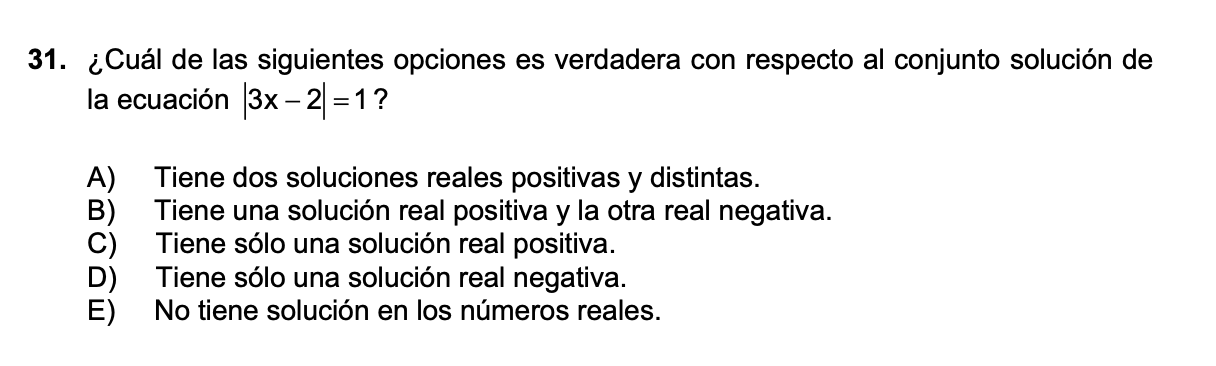 31. ¿Cuál de las siguientes opciones es verdadera con respecto al conjunto solución de
la ecuación |3x – 2| = 1 ?
A) Tiene dos soluciones reales positivas y distintas.
B) Tiene una solución real positiva y la otra real negativa.
C) Tiene sólo una solución real positiva.
D) Tiene sólo una solución real negativa.
E) No tiene solución en los números reales.